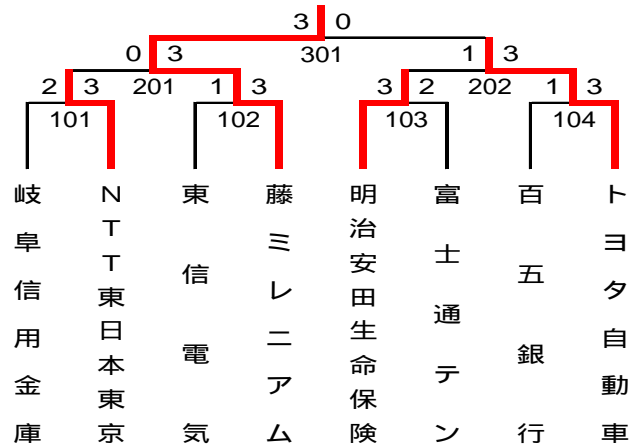 3 0
301
0 3
1 3
201
202
2 3
1 3
3 2
1 3
101
102
103
104
岐阜信用金庫
NTT東日本東京
東信電気
藤ミレニアム
明治安田生命保険
富士通テン
百五銀行
トヨタ自動車